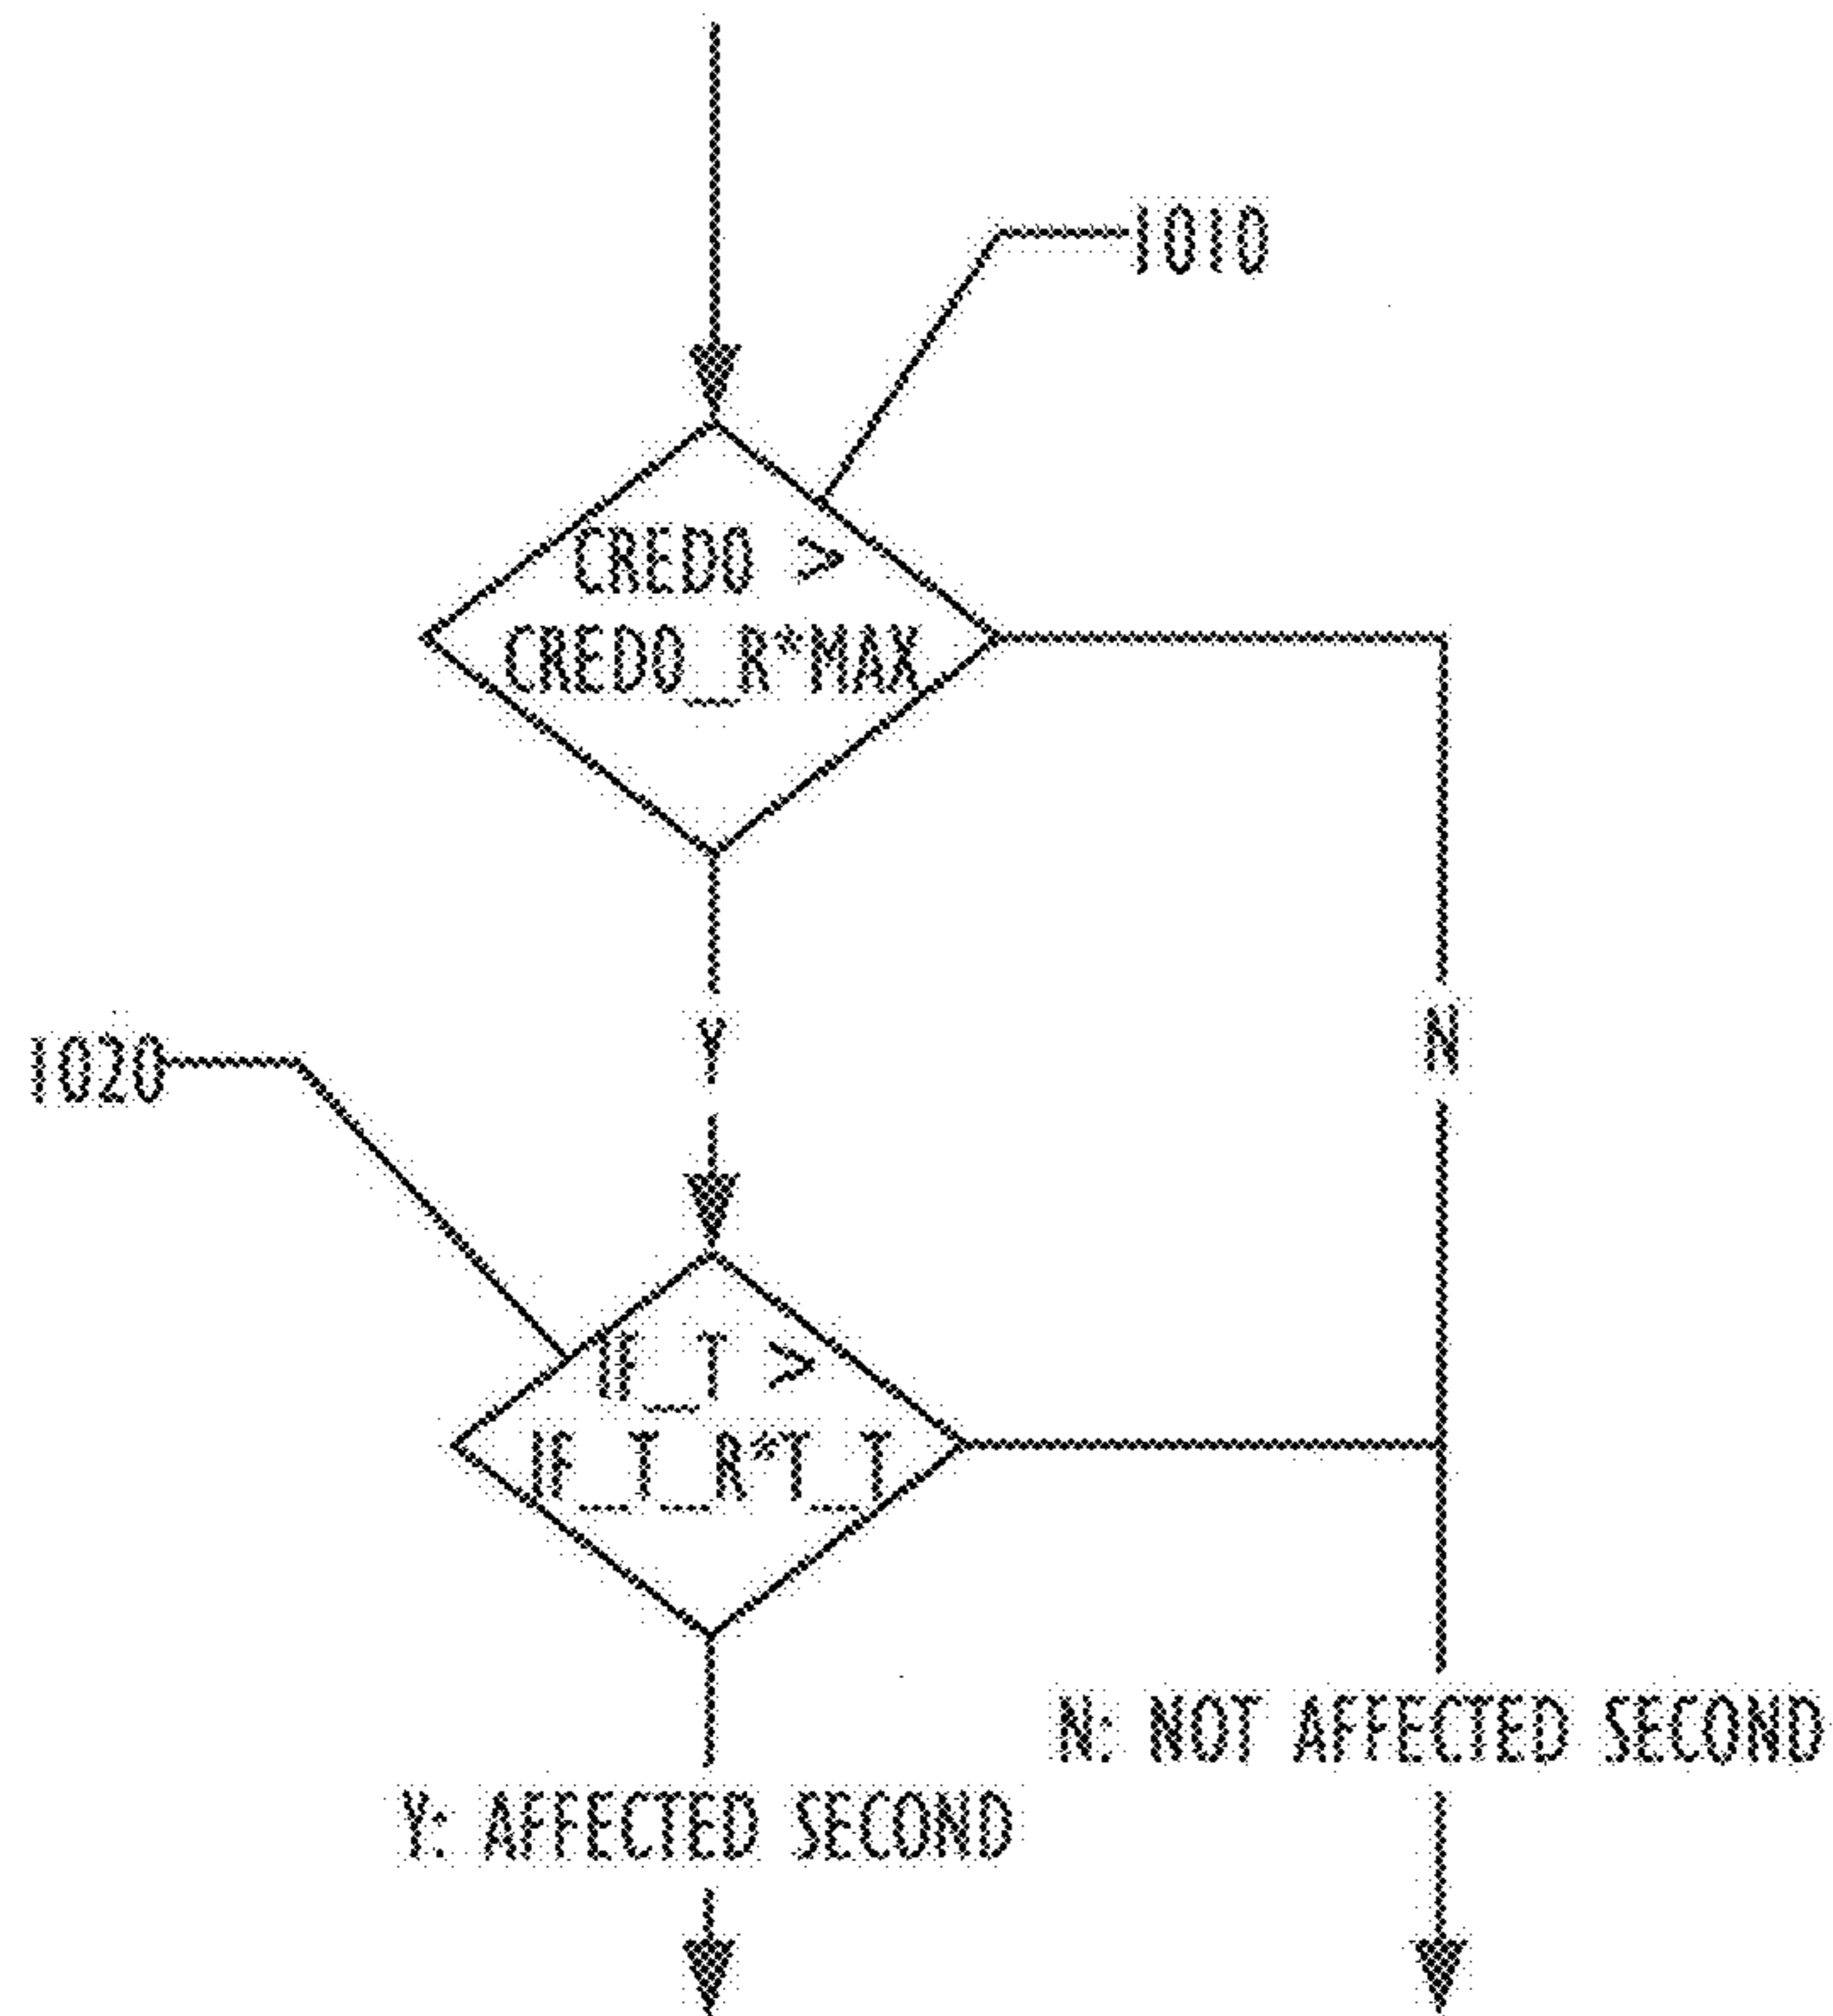 1010
CREDO >
CREDO_R*MAX
Y
N
1020
IF_T >
IF_T_R*T_T
N: NOT AFFECTED SECOND
Y: AFFECTED SECOND